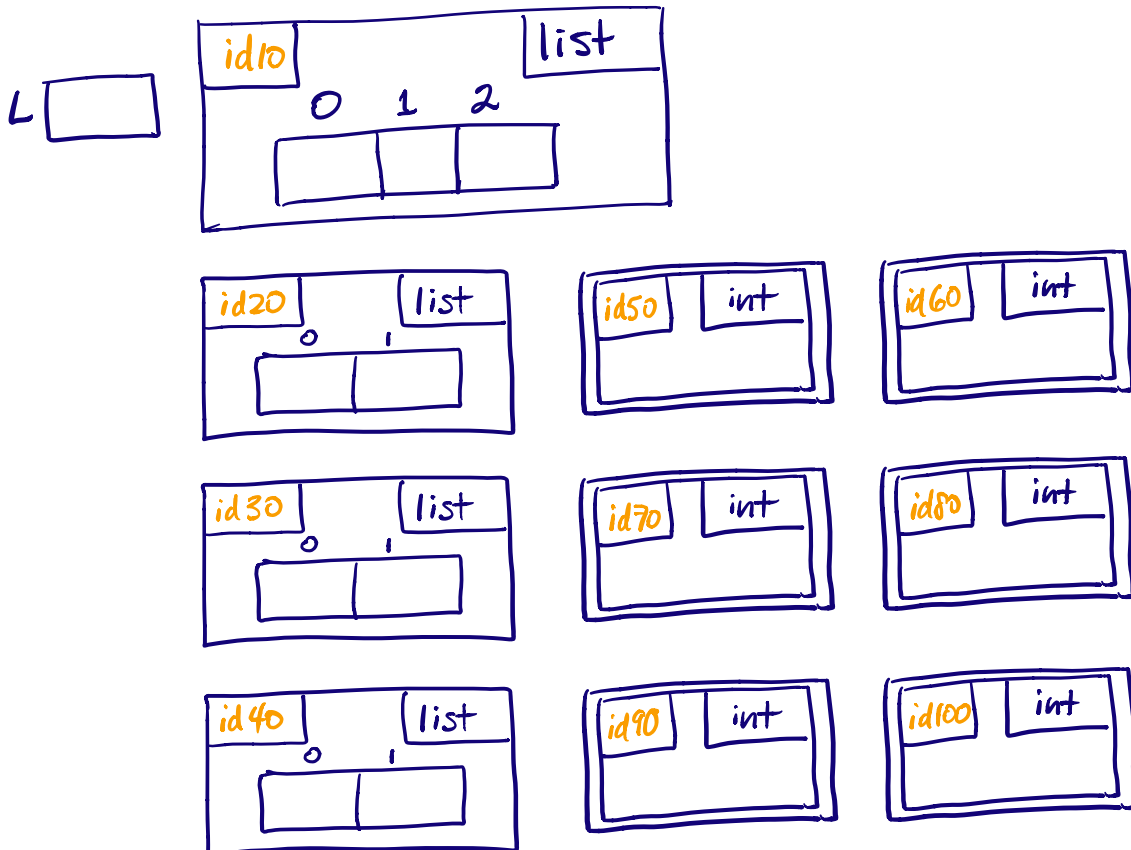 id10 list
L
0 1 2
id20 list
0 1
id50 int
id60 int
id30 list
0 1
id70 int
id80 int
id40 list
0 1
id90 int
id100 int